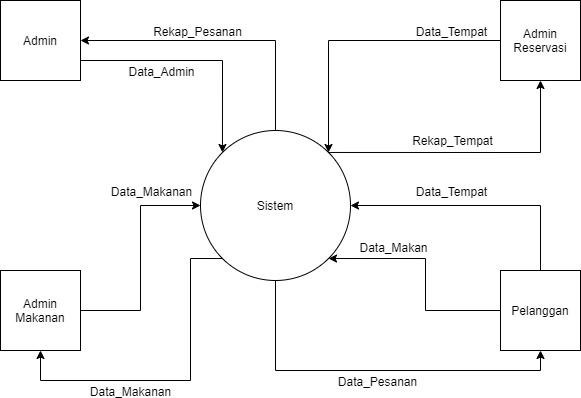 Admin
Rekap_Pesanan
Data_Admin
Data_Tempat
Admin
Reservasi
Rekap_Tempat
Data_Makanan
Sistem
Data_Tempat
Data_Makan
Admin
Makanan
Pelanggan
Data_Makanan
Data_Pesanan